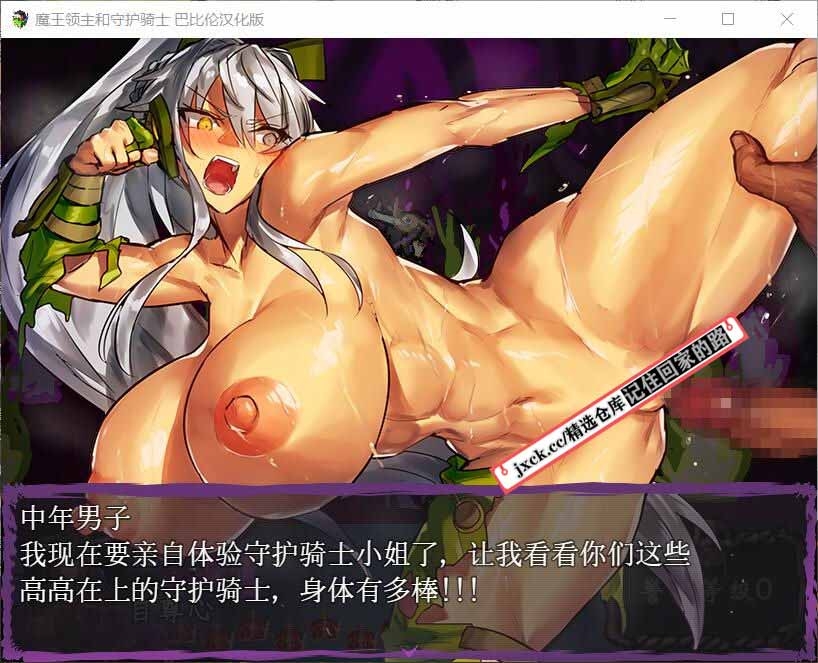 魔王领主和守护骑士 巴比伦汉化版
jxck.cc/精选仓库记住回家的路
中年男子
我现在要亲自体验守护骑士小姐了，让我看看你们这些
高高在上的守护骑士，身体有多棒!!!
自尊心